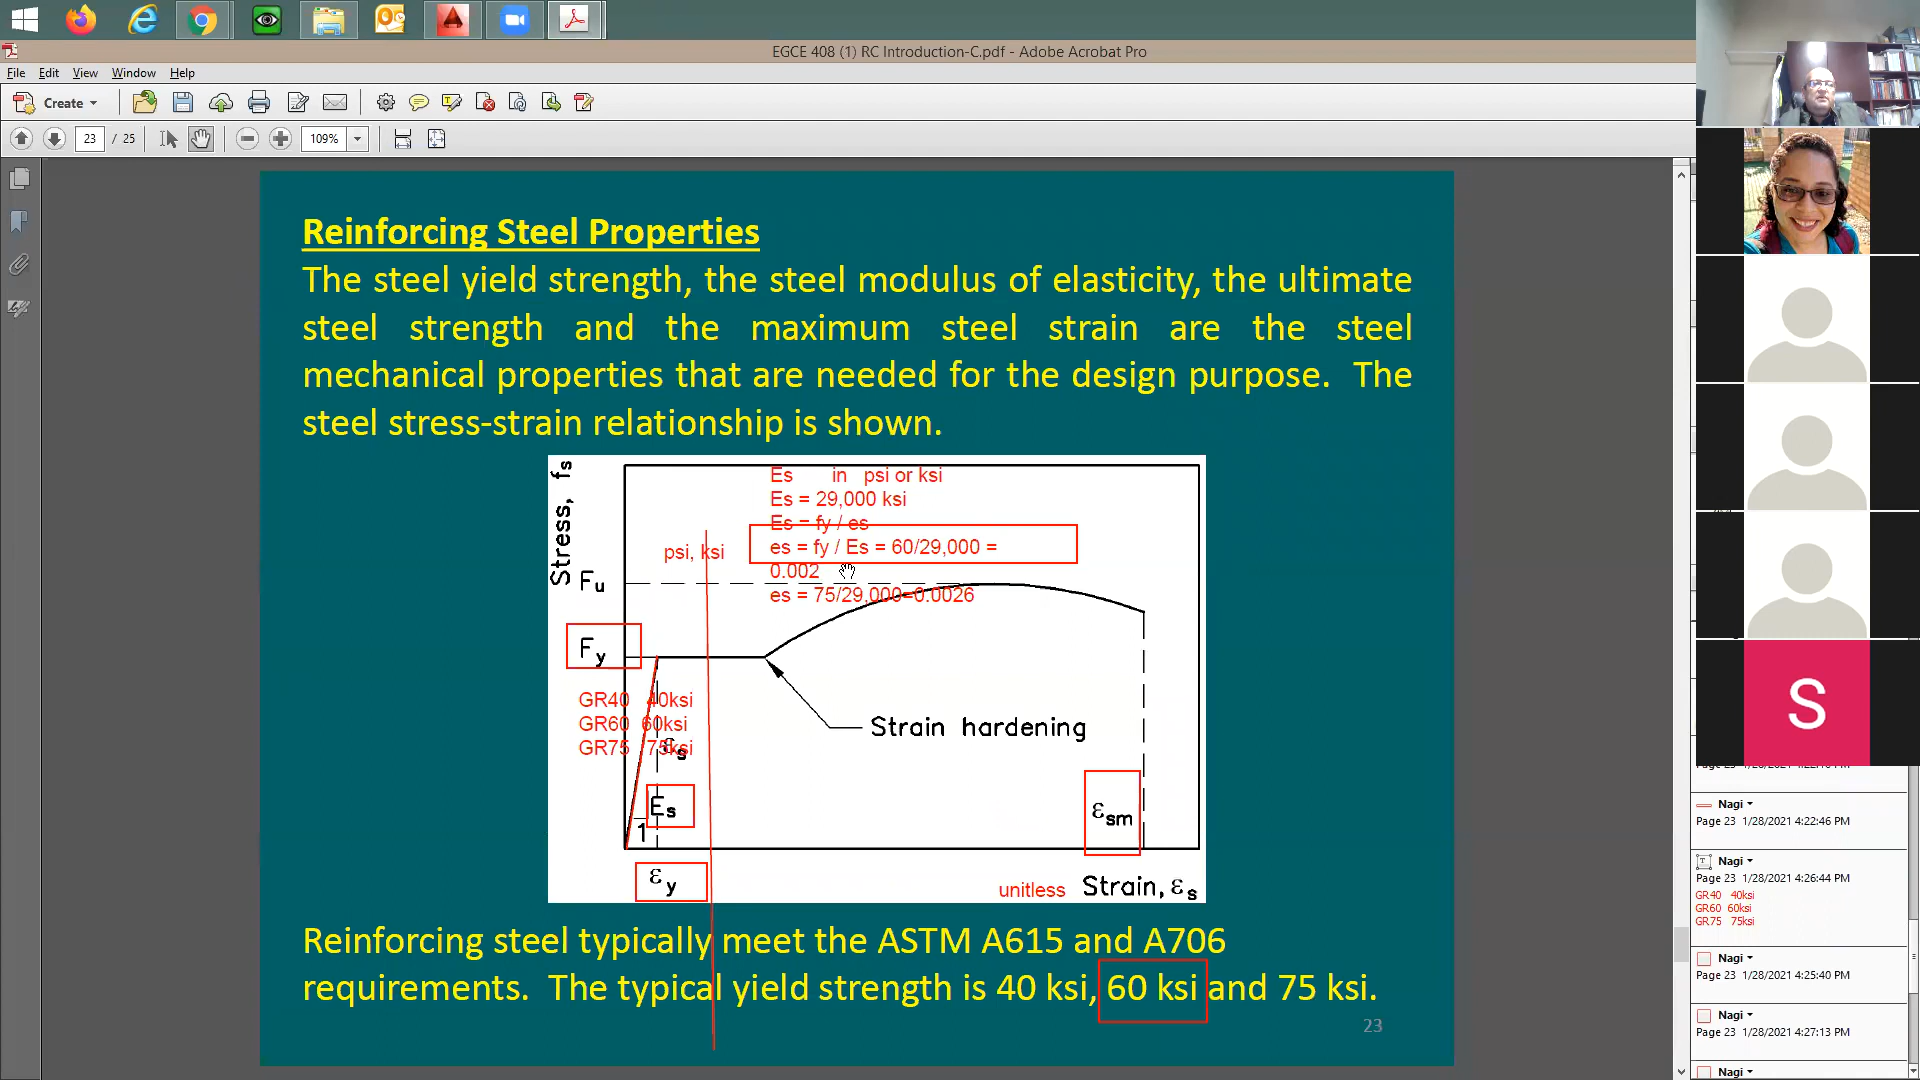 EGCE 408 (1) RC Introduction-C.pdf - Adobe Acrobat Pro
File Edit View Window Help
Create
23 / 25 109%
Reinforcing Steel Properties
The steel yield strength, the steel modulus of elasticity, the ultimate
steel strength and the maximum steel strain are the steel
mechanical properties that are needed for the design purpose. The
steel stress-strain relationship is shown.
Stress, fs
Es in psi or ksi
Es = 29,000 ksi
Es = fy / es
es = fy / Es = 60/29,000 =
0.002
es = 75/29,000=0.0026
psi, ksi
Fu
Fy
GR40 40ksi
GR60 60ksi
GR75 75ksi
εs
Strain hardening
Es
1
εsm
εy
unitless Strain, εs
Reinforcing steel typically meet the ASTM A615 and A706
requirements. The typical yield strength is 40 ksi, 60 ksi and 75 ksi.
23
S
Nagi
Page 23 1/28/2021 4:22:46 PM
Nagi
Page 23 1/28/2021 4:26:44 PM
GR40 40ksi
GR60 60ksi
GR75 75ksi
Nagi
Page 23 1/28/2021 4:25:40 PM
Nagi
Page 23 1/28/2021 4:27:13 PM
Nagi